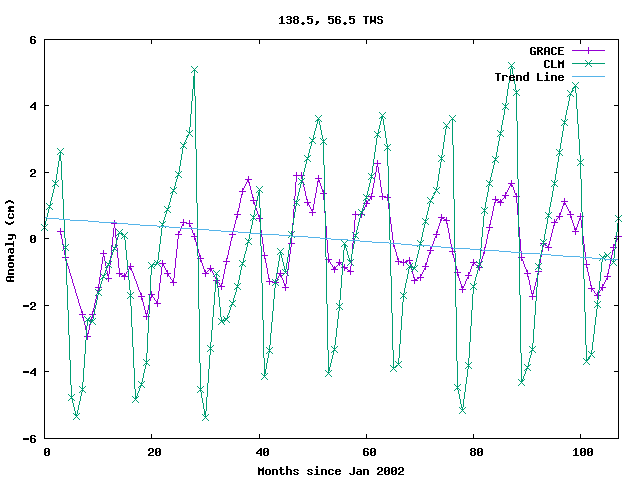 138.5, 56.5 TWS
GRACE
CLM
Trend Line
6
4
2
0
-2
-4
-6
Anomaly (cm)
0 20 40 60 80 100
Months since Jan 2002